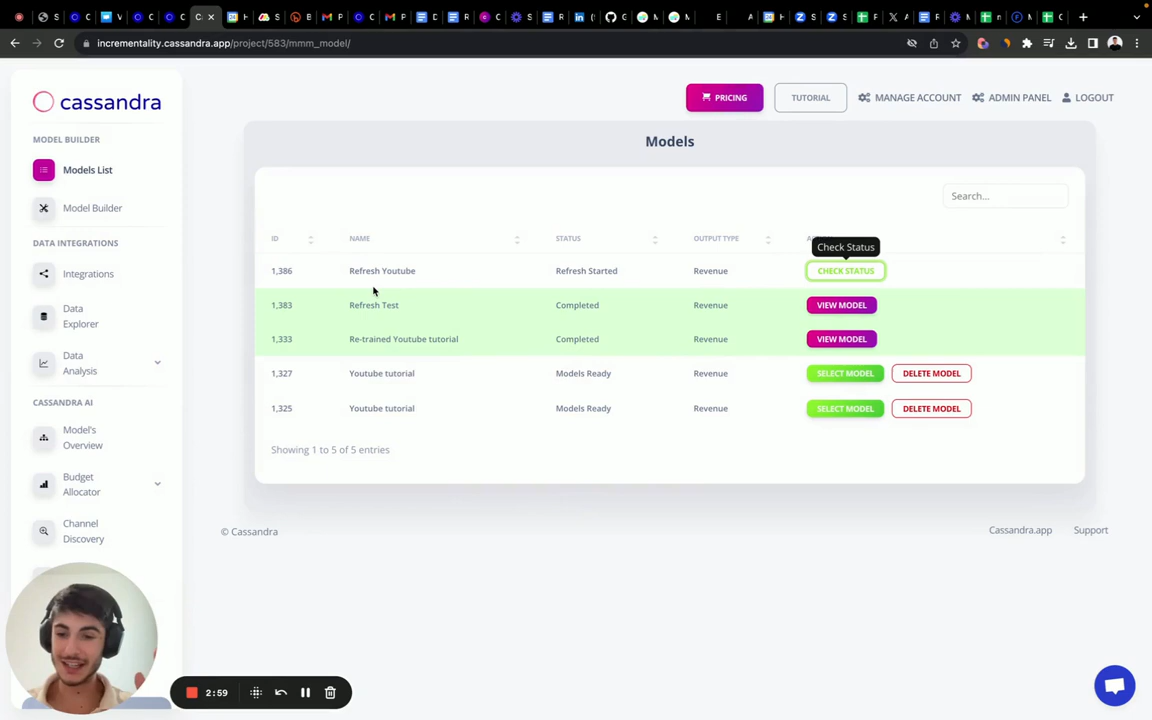 incrementality.cassandra.app/project/583/mmm_model/
cassandra
PRICING
TUTORIAL
MANAGE ACCOUNT
ADMIN PANEL
LOGOUT
MODEL BUILDER
Models List
Model Builder
DATA INTEGRATIONS
Integrations
Data
Explorer
Data
Analysis
CASSANDRA AI
Model's
Overview
Budget
Allocator
Channel
Discovery
Models
Search...
ID NAME STATUS OUTPUT TYPE
Check Status
1,386 Refresh Youtube Refresh Started Revenue CHECK STATUS
1,383 Refresh Test Completed Revenue VIEW MODEL
1,333 Re-trained Youtube tutorial Completed Revenue VIEW MODEL
1,327 Youtube tutorial Models Ready Revenue SELECT MODEL DELETE MODEL
1,325 Youtube tutorial Models Ready Revenue SELECT MODEL DELETE MODEL
Showing 1 to 5 of 5 entries
© Cassandra
Cassandra.app
Support
2:59